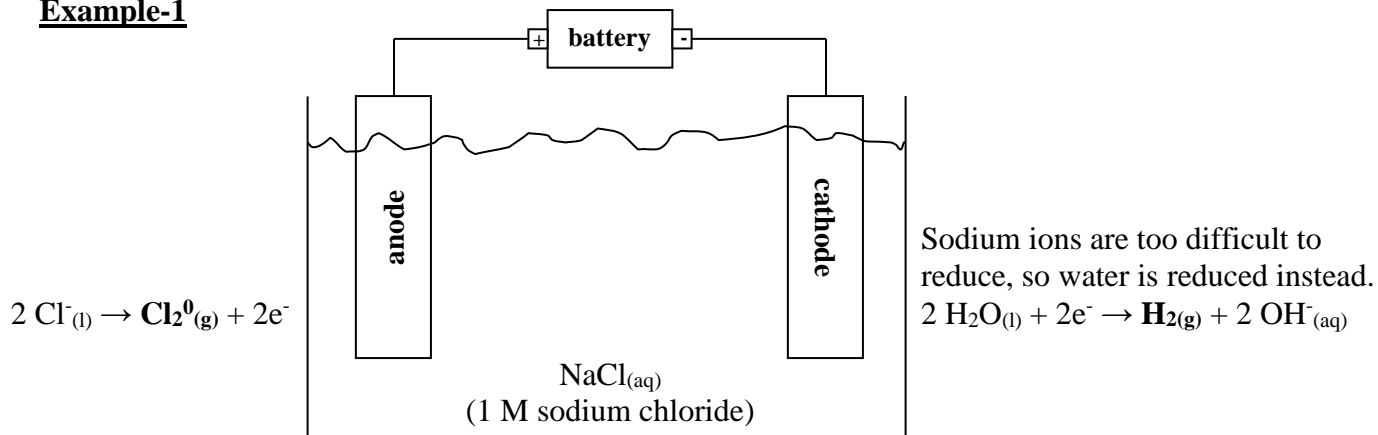 Example-1
+ battery -
anode
cathode
Sodium ions are too difficult to
reduce, so water is reduced instead.
2 Cl⁻(l) → Cl₂⁰(g) + 2e⁻
2 H₂O(l) + 2e⁻ → H₂(g) + 2 OH⁻(aq)
NaCl(aq)
(1 M sodium chloride)